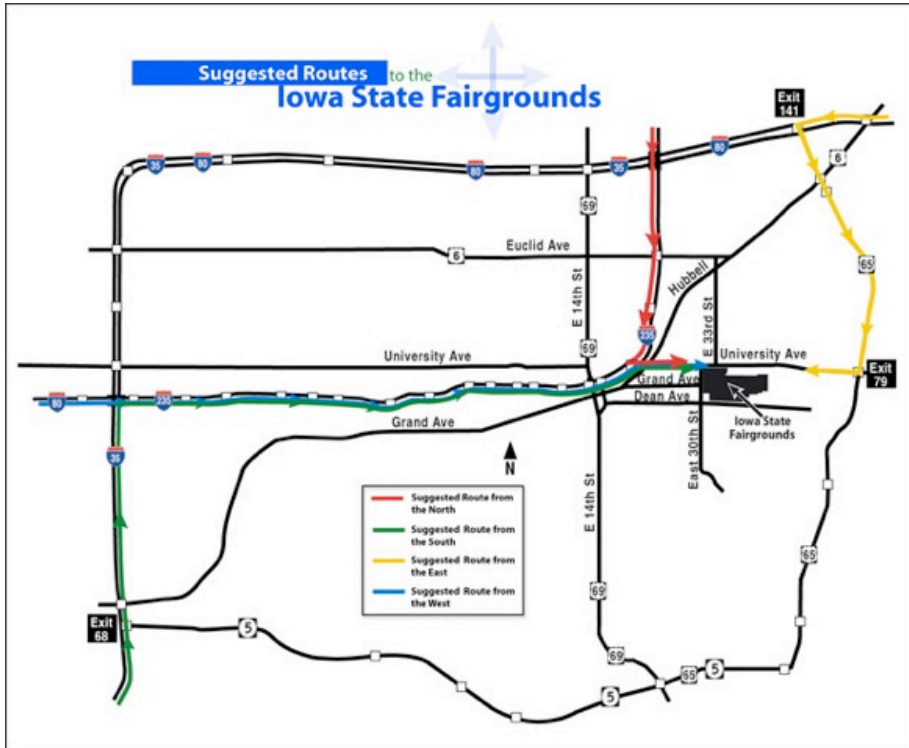 Suggested Routes to the
Iowa State Fairgrounds
Exit
141
35
80
80
35
80
6
69
Euclid Ave
6
65
Hubbell
E 14th St
E 33rd St
69
235
University Ave
University Ave
Exit
79
Grand Ave
Dean Ave
80
235
Iowa State
Fairgrounds
Grand Ave
35
N
East 30th St
Suggested Route from
the North
Suggested Route from
the South
Suggested Route from
the East
Suggested Route from
the West
E 14th St
65
69
Exit
68
5
69
65
5
5